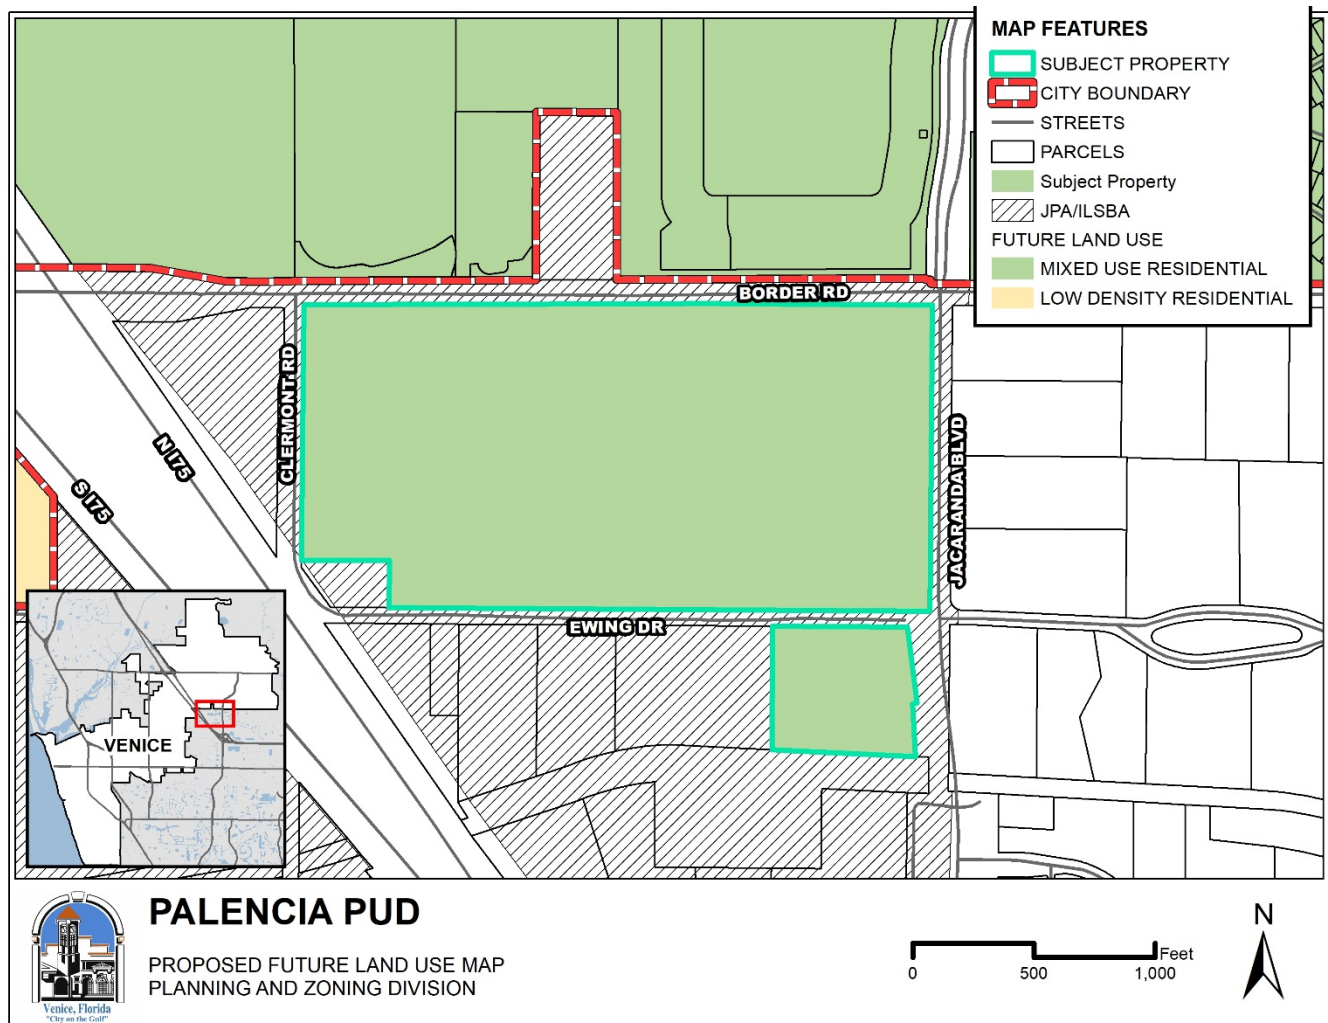 MAP FEATURES
SUBJECT PROPERTY
CITY BOUNDARY
STREETS
PARCELS
Subject Property
JPA/ILSBA
FUTURE LAND USE
MIXED USE RESIDENTIAL
LOW DENSITY RESIDENTIAL
BORDER RD
CLERMONT RD
N I75
S I75
JACARANDA BLVD
EWING DR
VENICE
PALENCIA PUD
PROPOSED FUTURE LAND USE MAP
PLANNING AND ZONING DIVISION
Venice, Florida
"City on the Gulf"
0 500 1,000 Feet
N